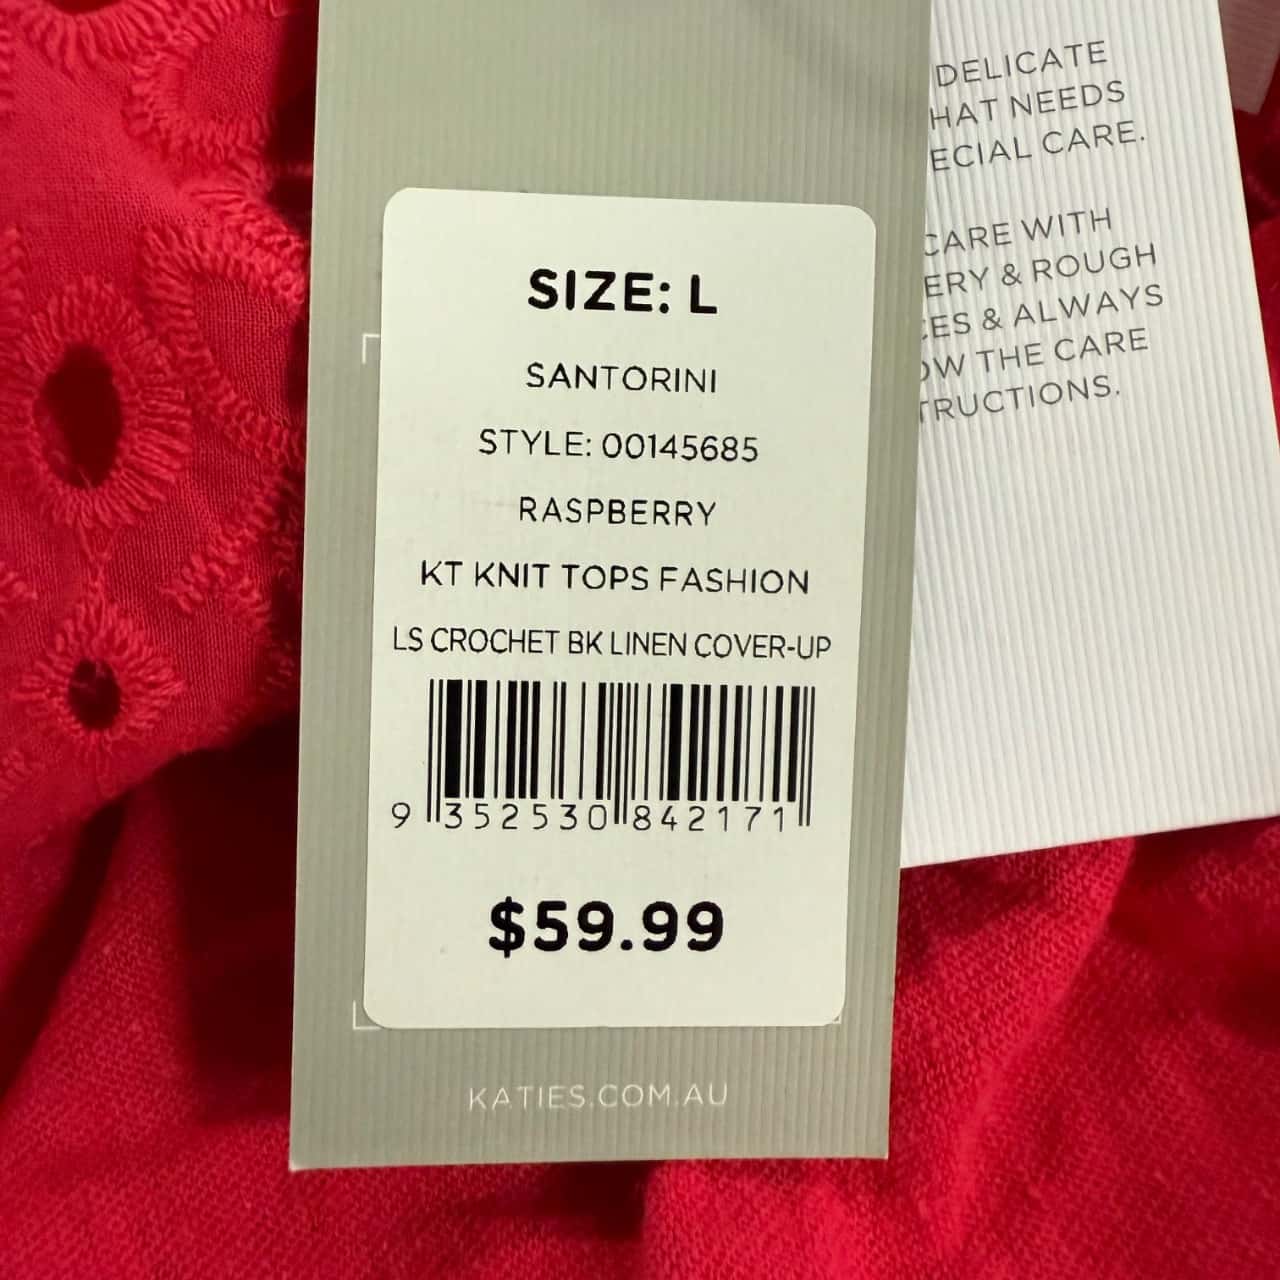 SIZE: L
SANTORINI
STYLE: 00145685
RASPBERRY
KT KNIT TOPS FASHION
LS CROCHET BK LINEN COVER-UP
9 352530 842171
$59.99
KATIES.COM.AU
DELICATE
HAT NEEDS
ECIAL CARE.
CARE WITH
ERY & ROUGH
ES & ALWAYS
OW THE CARE
TRUCTIONS.